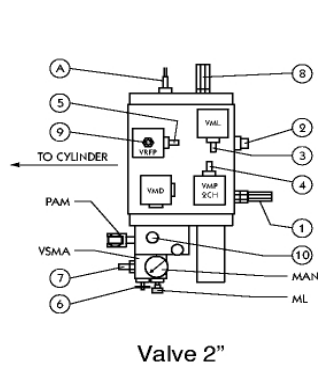 A
8
5
VML
2
9
VRFP
3
TO CYLINDER
4
VMD
VMP
2CH
PAM
1
VSMA
10
7
MAN
6
ML
Valve 2”